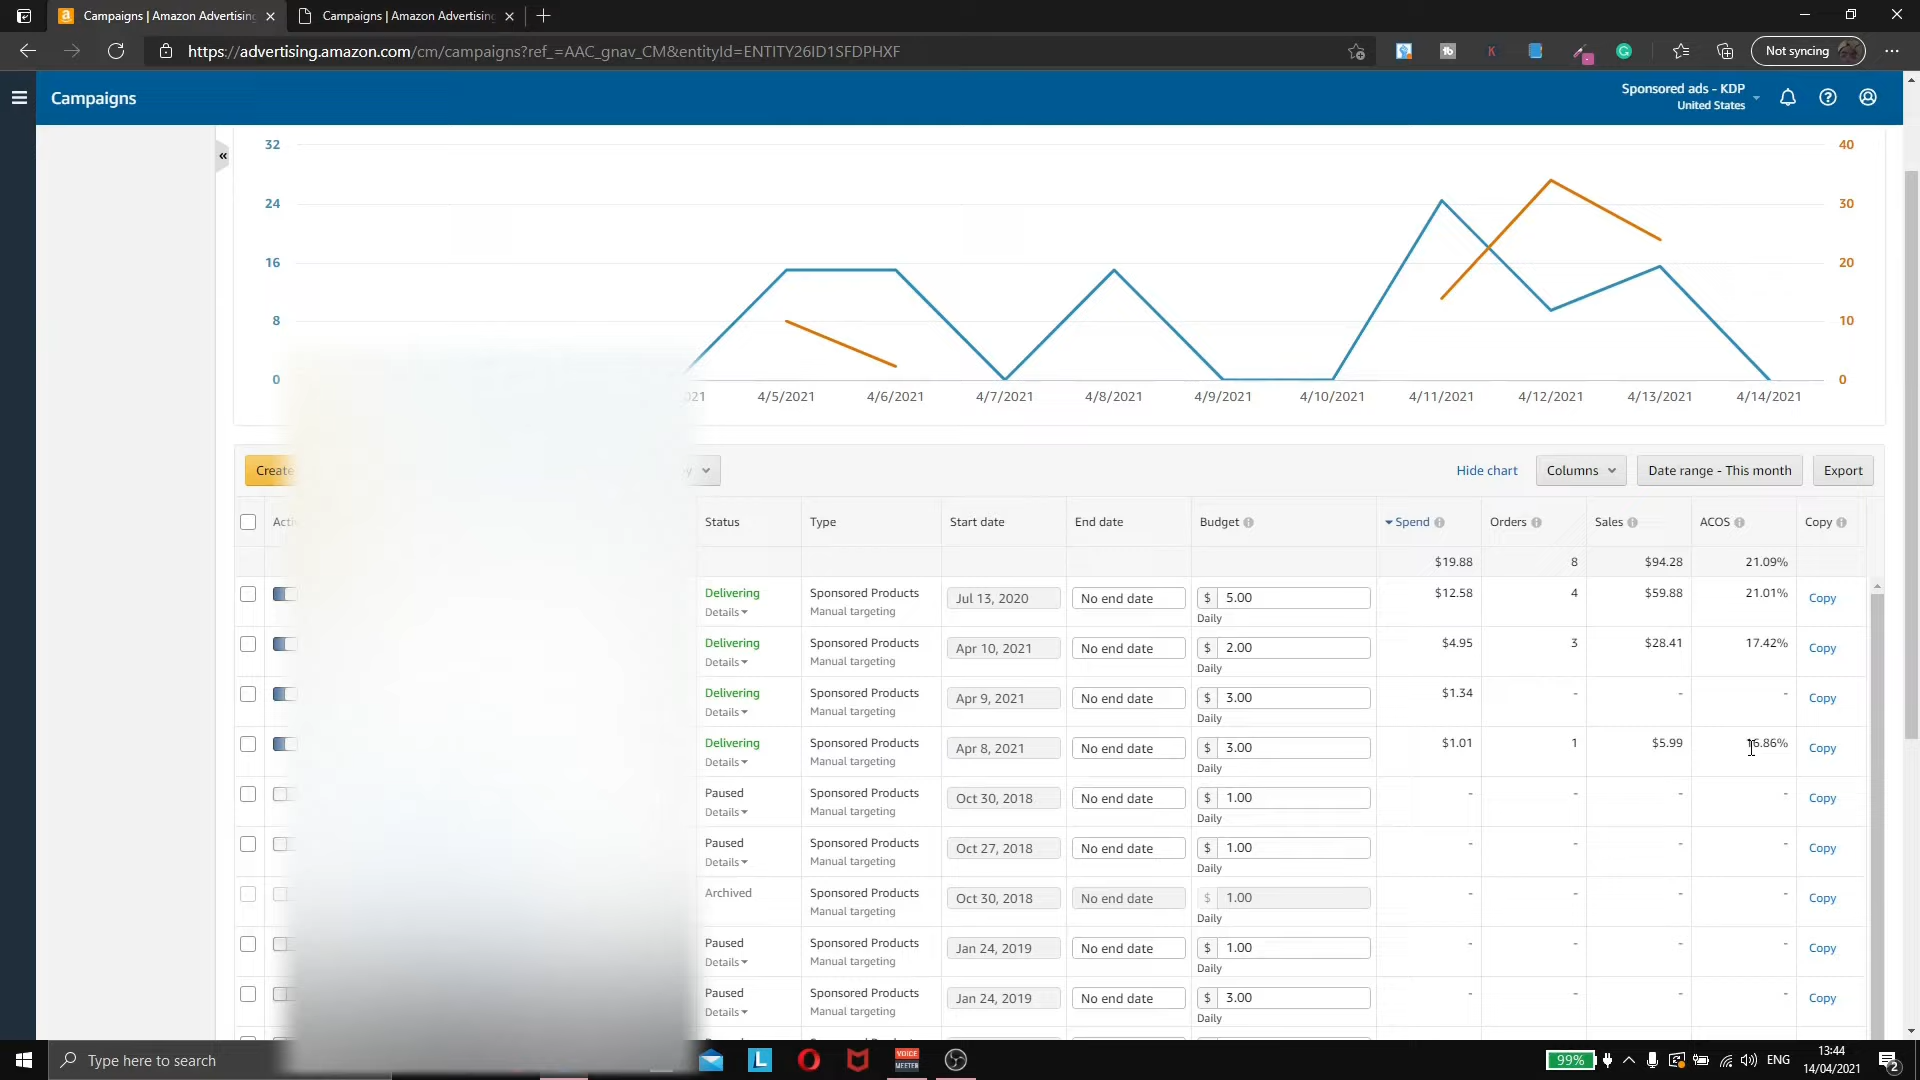 Campaigns | Amazon Advertising
Campaigns | Amazon Advertising
https://advertising.amazon.com/cm/campaigns?ref_=AAC_gnav_CM&entityId=ENTITY26ID1SFDPHXF
Not syncing
Campaigns
Sponsored ads - KDP
United States
32
40
24
30
16
20
8
10
0
0
021
4/5/2021
4/6/2021
4/7/2021
4/8/2021
4/9/2021
4/10/2021
4/11/2021
4/12/2021
4/13/2021
4/14/2021
Create
Hide chart
Columns
Date range - This month
Export
Status
Type
Start date
End date
Budget
Spend
Orders
Sales
ACOS
Copy
$19.88
8
$94.28
21.09%
Delivering
Details
Sponsored Products
Manual targeting
Jul 13, 2020
No end date
$ 5.00
Daily
$12.58
4
$59.88
21.01%
Copy
Delivering
Details
Sponsored Products
Manual targeting
Apr 10, 2021
No end date
$ 2.00
Daily
$4.95
3
$28.41
17.42%
Copy
Delivering
Details
Sponsored Products
Manual targeting
Apr 9, 2021
No end date
$ 3.00
Daily
$1.34
-
-
-
Copy
Delivering
Details
Sponsored Products
Manual targeting
Apr 8, 2021
No end date
$ 3.00
Daily
$1.01
1
$5.99
16.86%
Copy
Paused
Details
Sponsored Products
Manual targeting
Oct 30, 2018
No end date
$ 1.00
Daily
-
-
-
-
Copy
Paused
Details
Sponsored Products
Manual targeting
Oct 27, 2018
No end date
$ 1.00
Daily
-
-
-
-
Copy
Archived
Sponsored Products
Manual targeting
Oct 30, 2018
No end date
$ 1.00
Daily
-
-
-
-
Copy
Paused
Details
Sponsored Products
Manual targeting
Jan 24, 2019
No end date
$ 1.00
Daily
-
-
-
-
Copy
Paused
Details
Sponsored Products
Manual targeting
Jan 24, 2019
No end date
$ 3.00
Daily
-
-
-
-
Copy
Type here to search
L
VOICE
MEETER
99%
ENG
13:44
14/04/2021
2